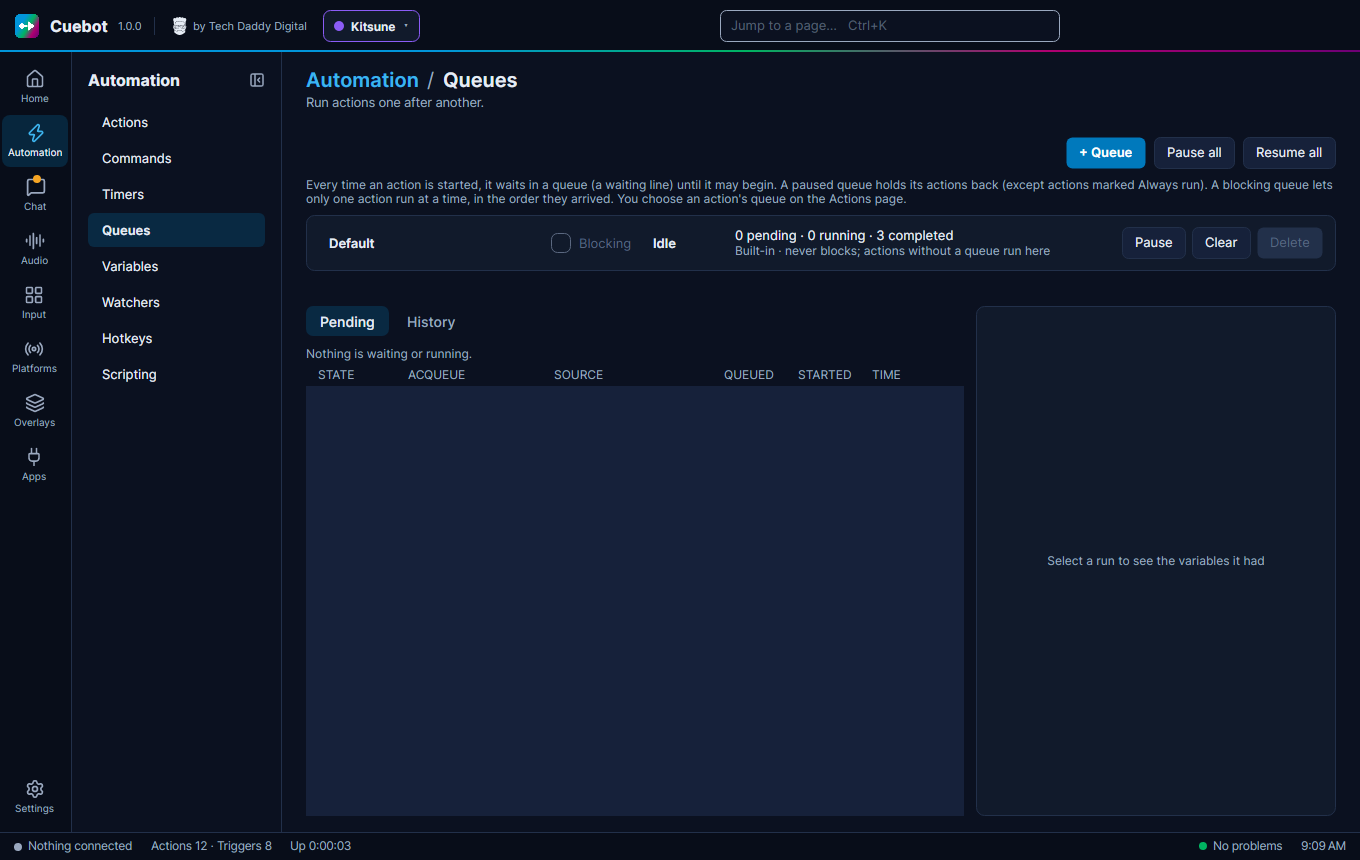 Cuebot 1.0.0 by Tech Daddy Digital Kitsune
Jump to a page... Ctrl+K
Home
Automation
Chat
Audio
Input
Platforms
Overlays
Apps
Settings
Automation
Actions
Commands
Timers
Queues
Variables
Watchers
Hotkeys
Scripting
Automation / Queues
Run actions one after another.
+ Queue Pause all Resume all
Every time an action is started, it waits in a queue (a waiting line) until it may begin. A paused queue holds its actions back (except actions marked Always run). A blocking queue lets
only one action run at a time, in the order they arrived. You choose an action's queue on the Actions page.
Default Blocking Idle
0 pending · 0 running · 3 completed
Built-in · never blocks; actions without a queue run here
Pause Clear Delete
Pending History
Nothing is waiting or running.
STATE ACQUEUE SOURCE QUEUED STARTED TIME
Select a run to see the variables it had
Nothing connected Actions 12 · Triggers 8 Up 0:00:03
No problems 9:09 AM